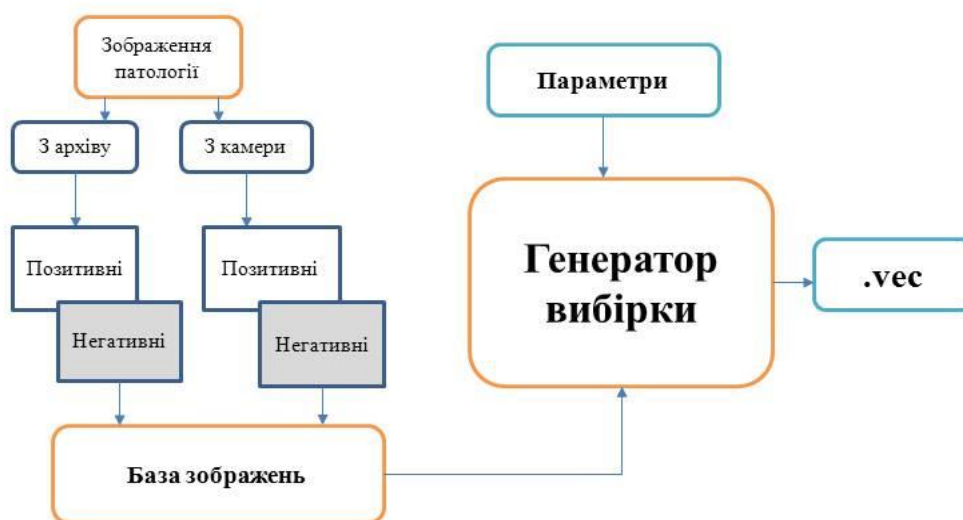 Зображення
патології
З архіву
З камери
Позитивні
Позитивні
Негативні
Негативні
База зображень
Параметри
Генератор
вибірки
.vec